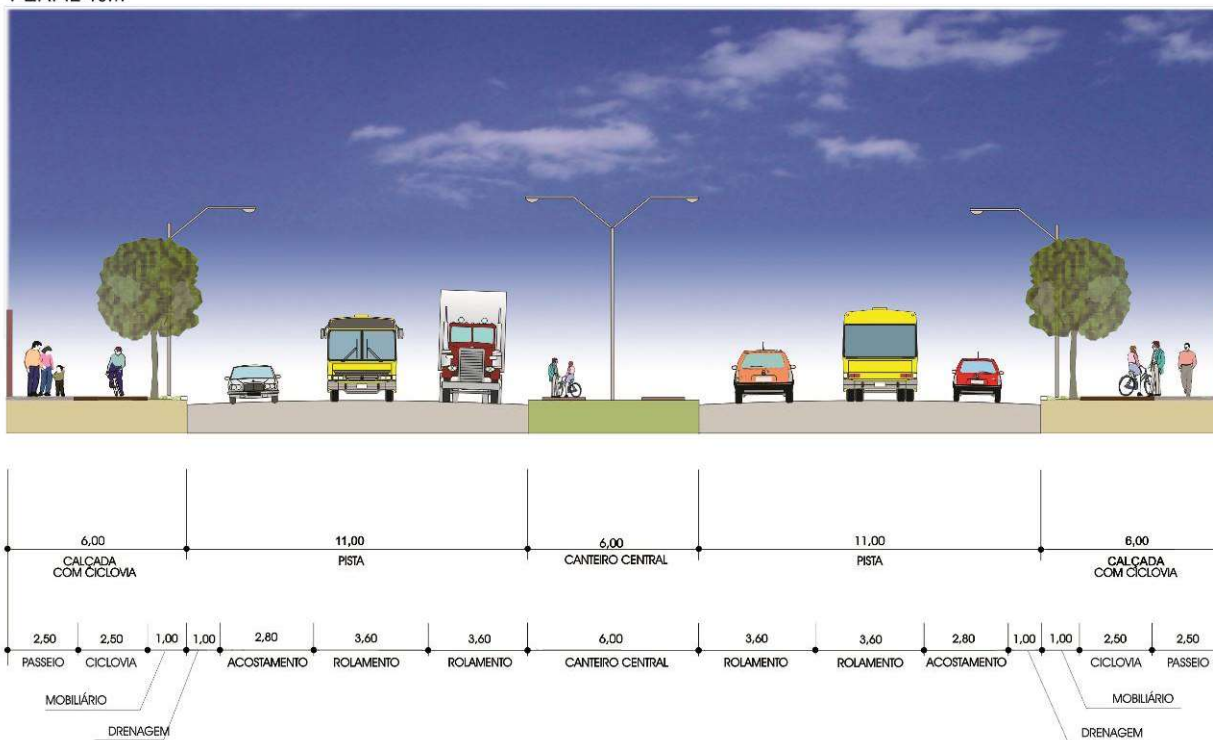 6,00 11,00 6,00 11,00 6,00
CALÇADA
COM CICLOVIA
PISTA
CANTEIRO CENTRAL
PISTA
CALÇADA
COM CICLOVIA
2,50 2,50 1,00 1,00 2,80 3,60 3,60 6,00 3,60 3,60 2,80 1,00 1,00 2,50 2,50
PASSEIO CICLOVIA ACOSTAMENTO ROLAMENTO ROLAMENTO CANTEIRO CENTRAL ROLAMENTO ROLAMENTO ACOSTAMENTO CICLOVIA PASSEIO
MOBILIÁRIO MOBILIÁRIO
DRENAGEM DRENAGEM